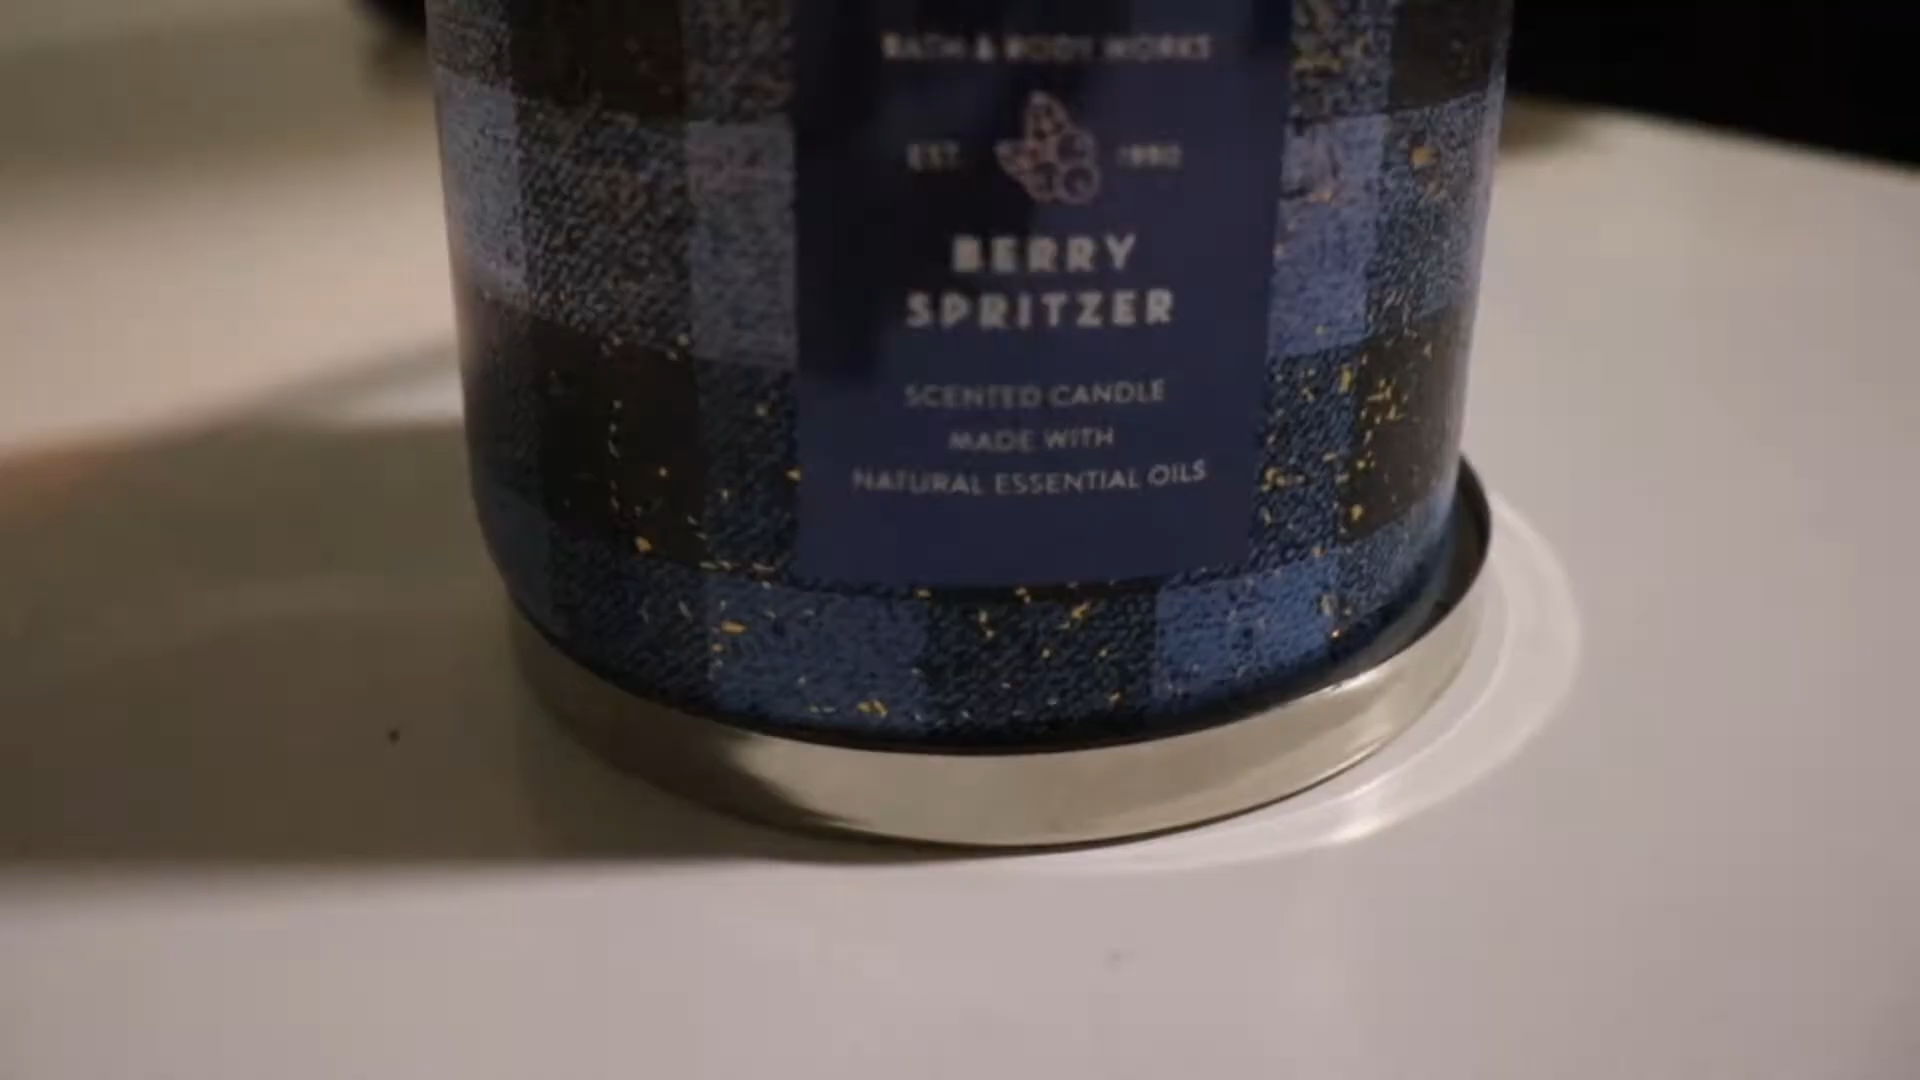 BATH & BODY WORKS
EST. 1990
BERRY
SPRITZER
SCENTED CANDLE
MADE WITH
NATURAL ESSENTIAL OILS